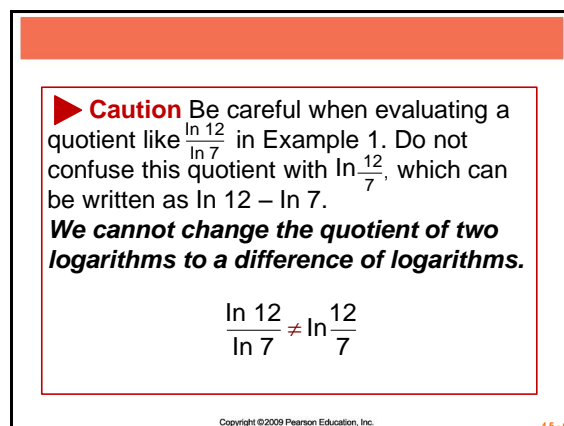 Caution Be careful when evaluating a
quotient like ln 12 / ln 7 in Example 1. Do not
confuse this quotient with ln 12/7, which can
be written as ln 12 – ln 7.
We cannot change the quotient of two
logarithms to a difference of logarithms.
ln 12 / ln 7 ≠ ln 12/7
Copyright ©2009 Pearson Education, Inc.